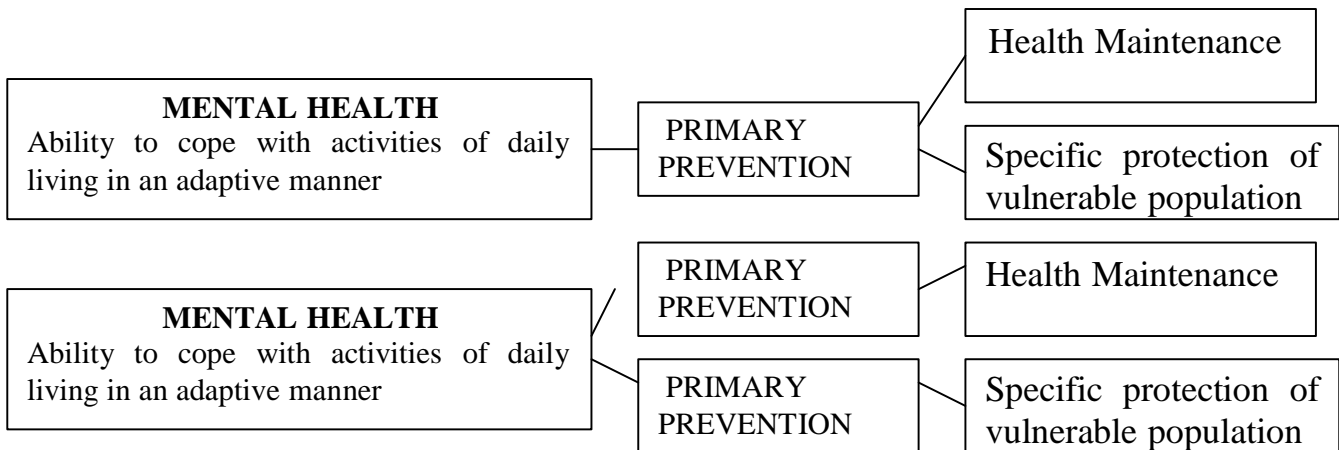 MENTAL HEALTH
Ability to cope with activities of daily
living in an adaptive manner
PRIMARY
PREVENTION
Health Maintenance
Specific protection of
vulnerable population
MENTAL HEALTH
Ability to cope with activities of daily
living in an adaptive manner
PRIMARY
PREVENTION
Health Maintenance
PRIMARY
PREVENTION
Specific protection of
vulnerable population